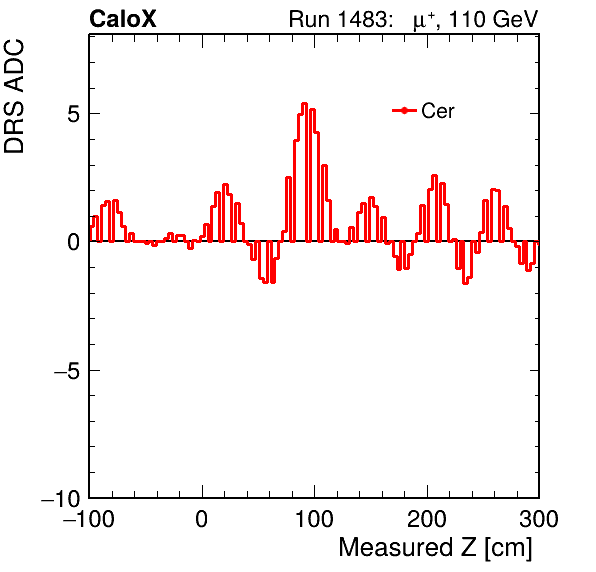 CaloX Run 1483: μ⁺, 110 GeV
DRS ADC
Cer
5
0
−5
−10
−100 0 100 200 300
Measured Z [cm]